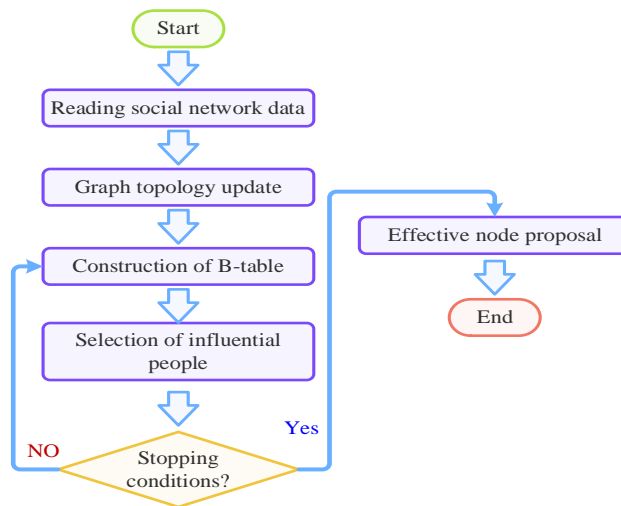 Start
Reading social network data
Graph topology update
Construction of B-table
Selection of influential
people
Stopping
conditions?
NO
Yes
Effective node proposal
End